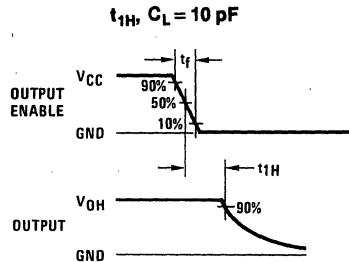 t1H, CL = 10 pF
tf
VCC
90%
OUTPUT
ENABLE
50%
10%
GND
t1H
VOH
90%
OUTPUT
GND